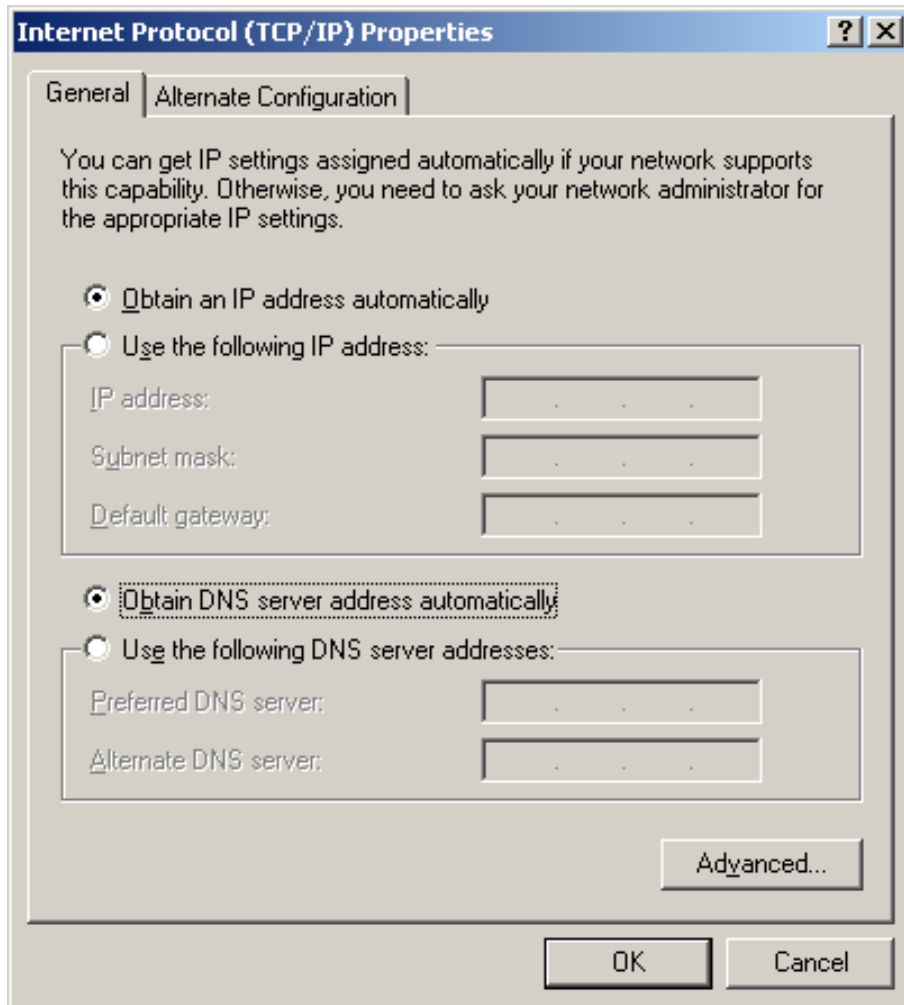 Internet Protocol (TCP/IP) Properties
General
Alternate Configuration
You can get IP settings assigned automatically if your network supports
this capability. Otherwise, you need to ask your network administrator for
the appropriate IP settings.
Obtain an IP address automatically
Use the following IP address:
IP address:
Subnet mask:
Default gateway:
Obtain DNS server address automatically
Use the following DNS server addresses:
Preferred DNS server:
Alternate DNS server:
Advanced...
OK
Cancel